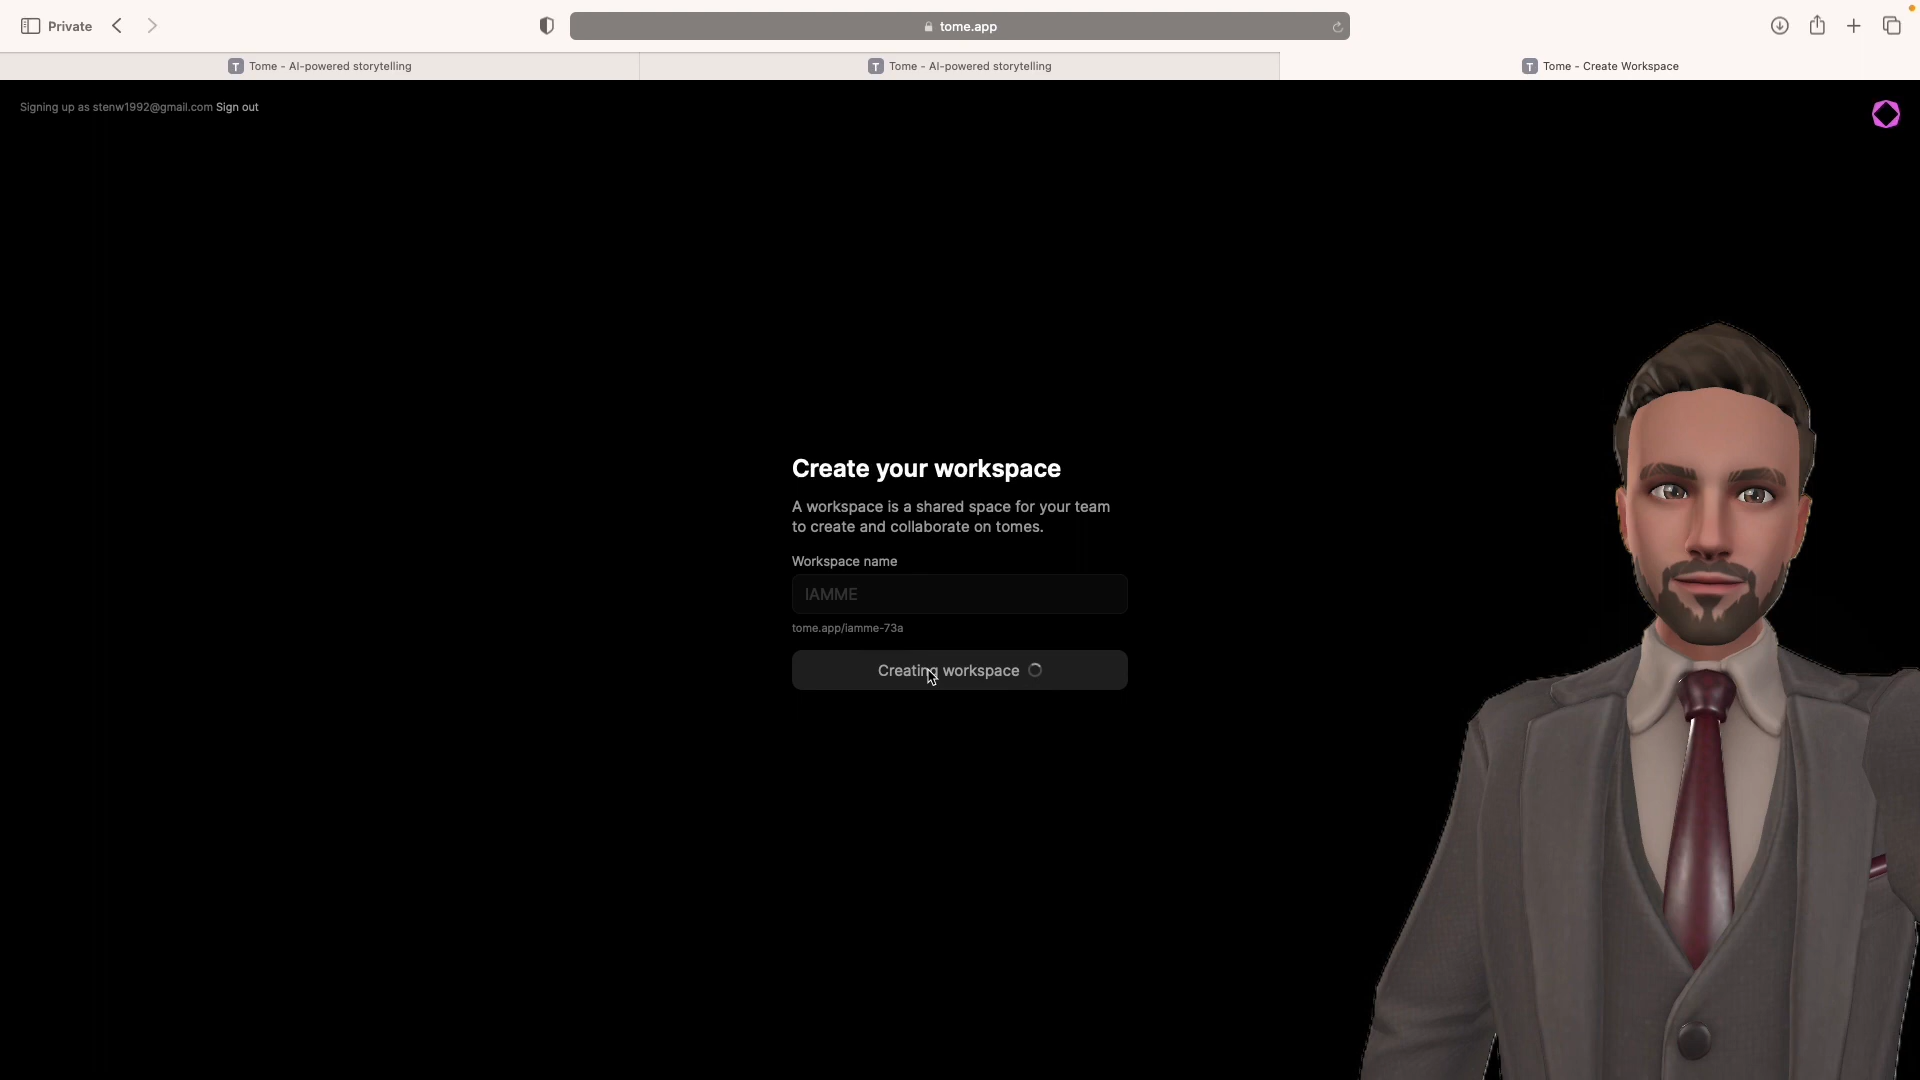 Private
tome.app
T Tome - AI-powered storytelling
T Tome - AI-powered storytelling
T Tome - Create Workspace
Signing up as stenw1992@gmail.com Sign out
Create your workspace
A workspace is a shared space for your team
to create and collaborate on tomes.
Workspace name
IAMME
tome.app/iamme-73a
Creating workspace